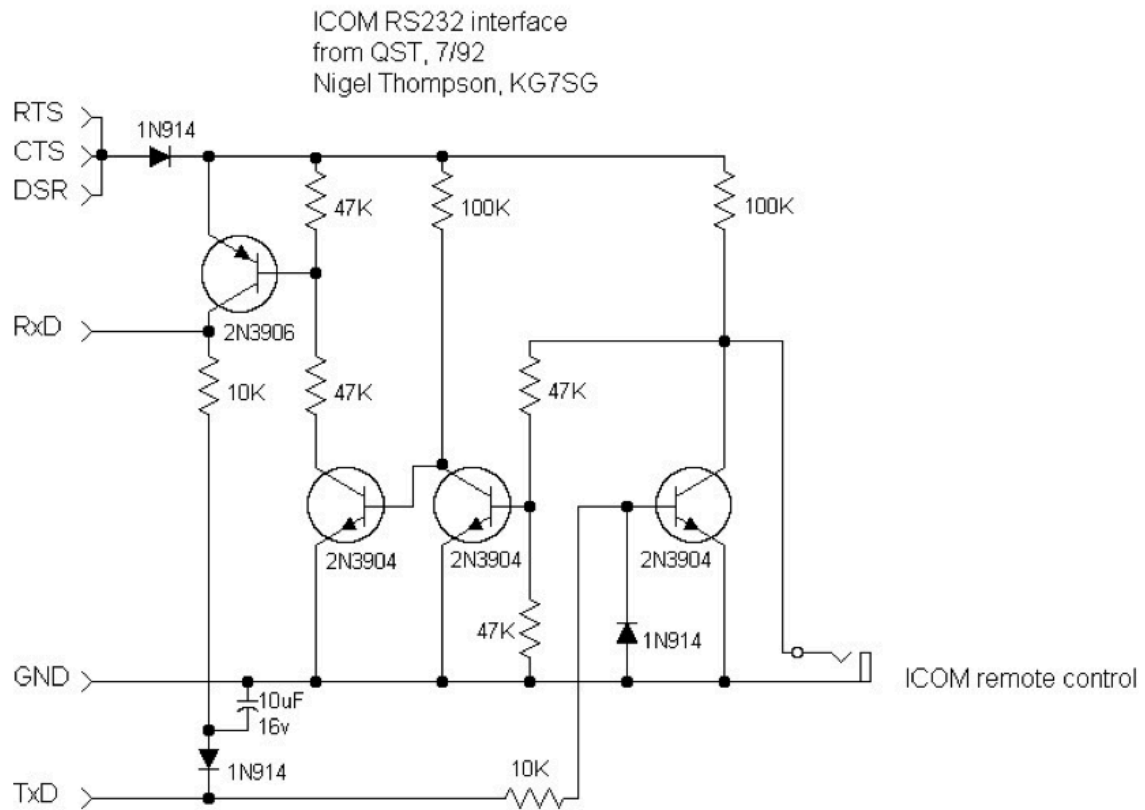 ICOM RS232 interface
from QST, 7/92
Nigel Thompson, KG7SG
RTS
1N914
CTS
DSR
47K
100K
100K
RxD
2N3906
10K
47K
47K
2N3904
2N3904
2N3904
47K
1N914
GND
10uF
16v
ICOM remote control
1N914
10K
TxD